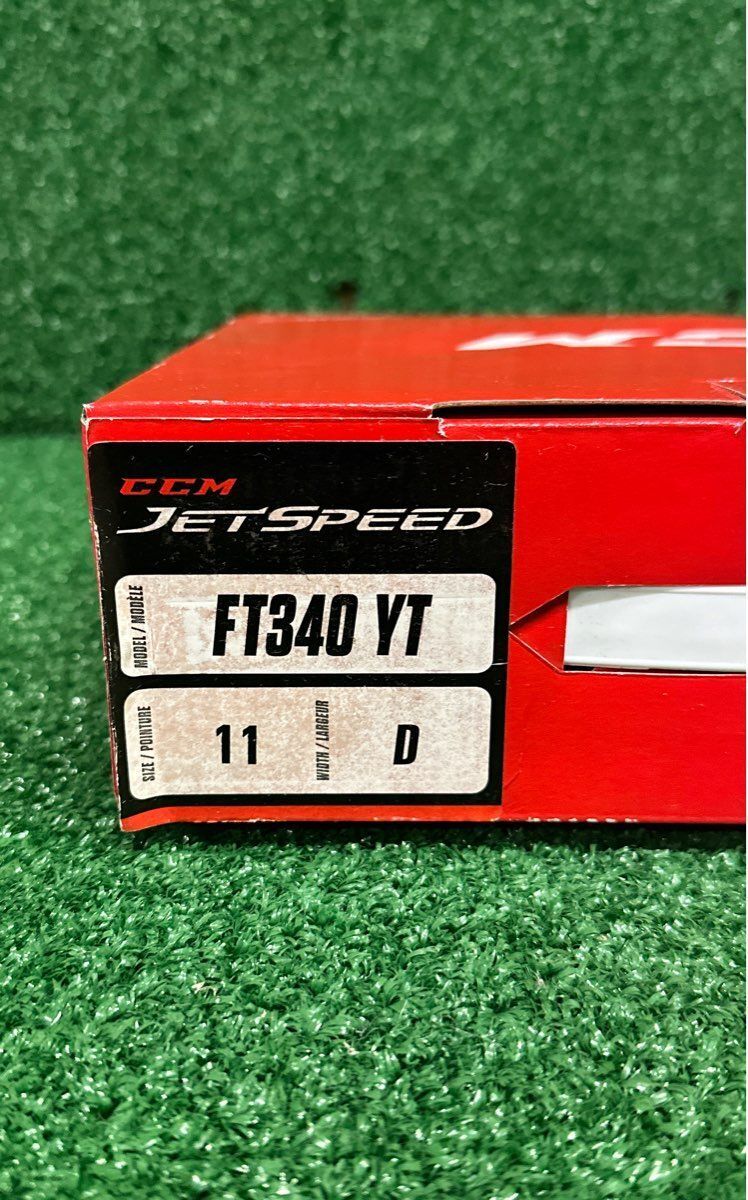 CCM
JETSPEED
MODEL / MODÈLE
FT340 YT
SIZE / POINTURE
11
WIDTH / LARGEUR
D